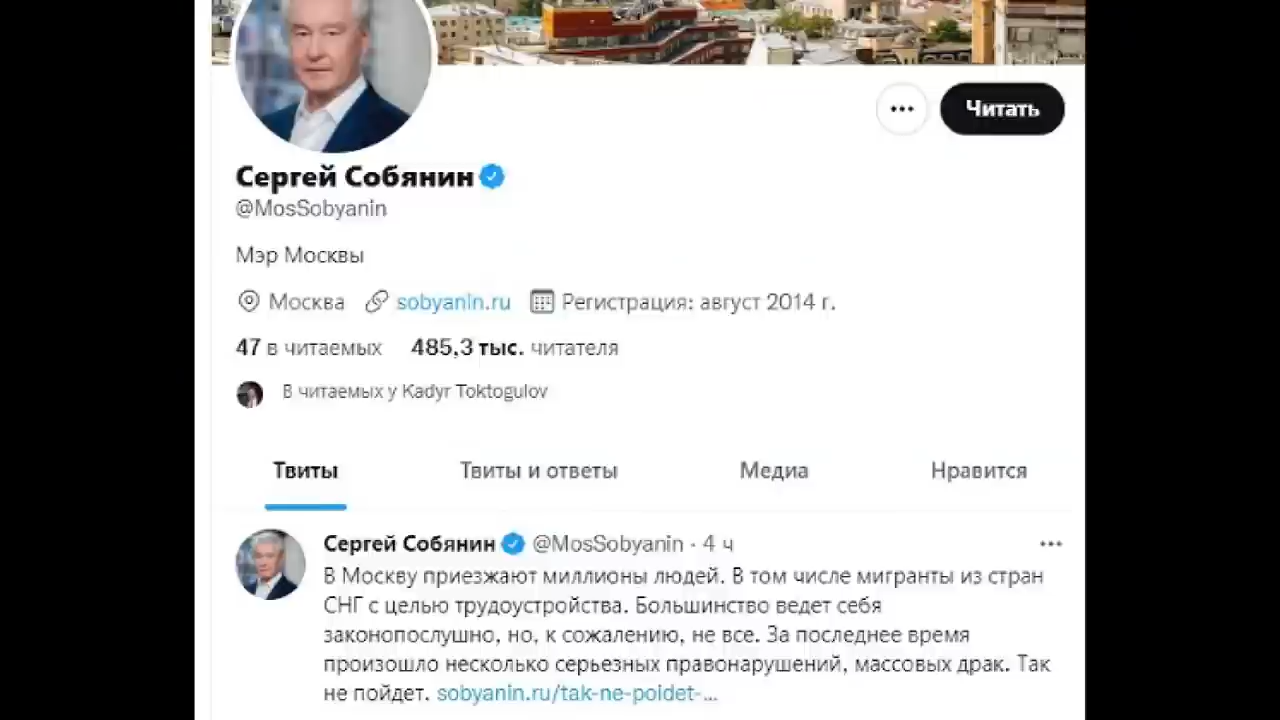 Читать
Сергей Собянин
@MosSobyanin
Мэр Москвы
Москва sobyanin.ru Регистрация: август 2014 г.
47 в читаемых 485,3 тыс. читателя
В читаемых у Kadyr Toktogulov
Твиты Твиты и ответы Медиа Нравится
Сергей Собянин @MosSobyanin · 4 ч
В Москву приезжают миллионы людей. В том числе мигранты из стран
СНГ с целью трудоустройства. Большинство ведет себя
законопослушно, но, к сожалению, не все. За последнее время
произошло несколько серьезных правонарушений, массовых драк. Так
не пойдет. sobyanin.ru/tak-ne-poidet-...